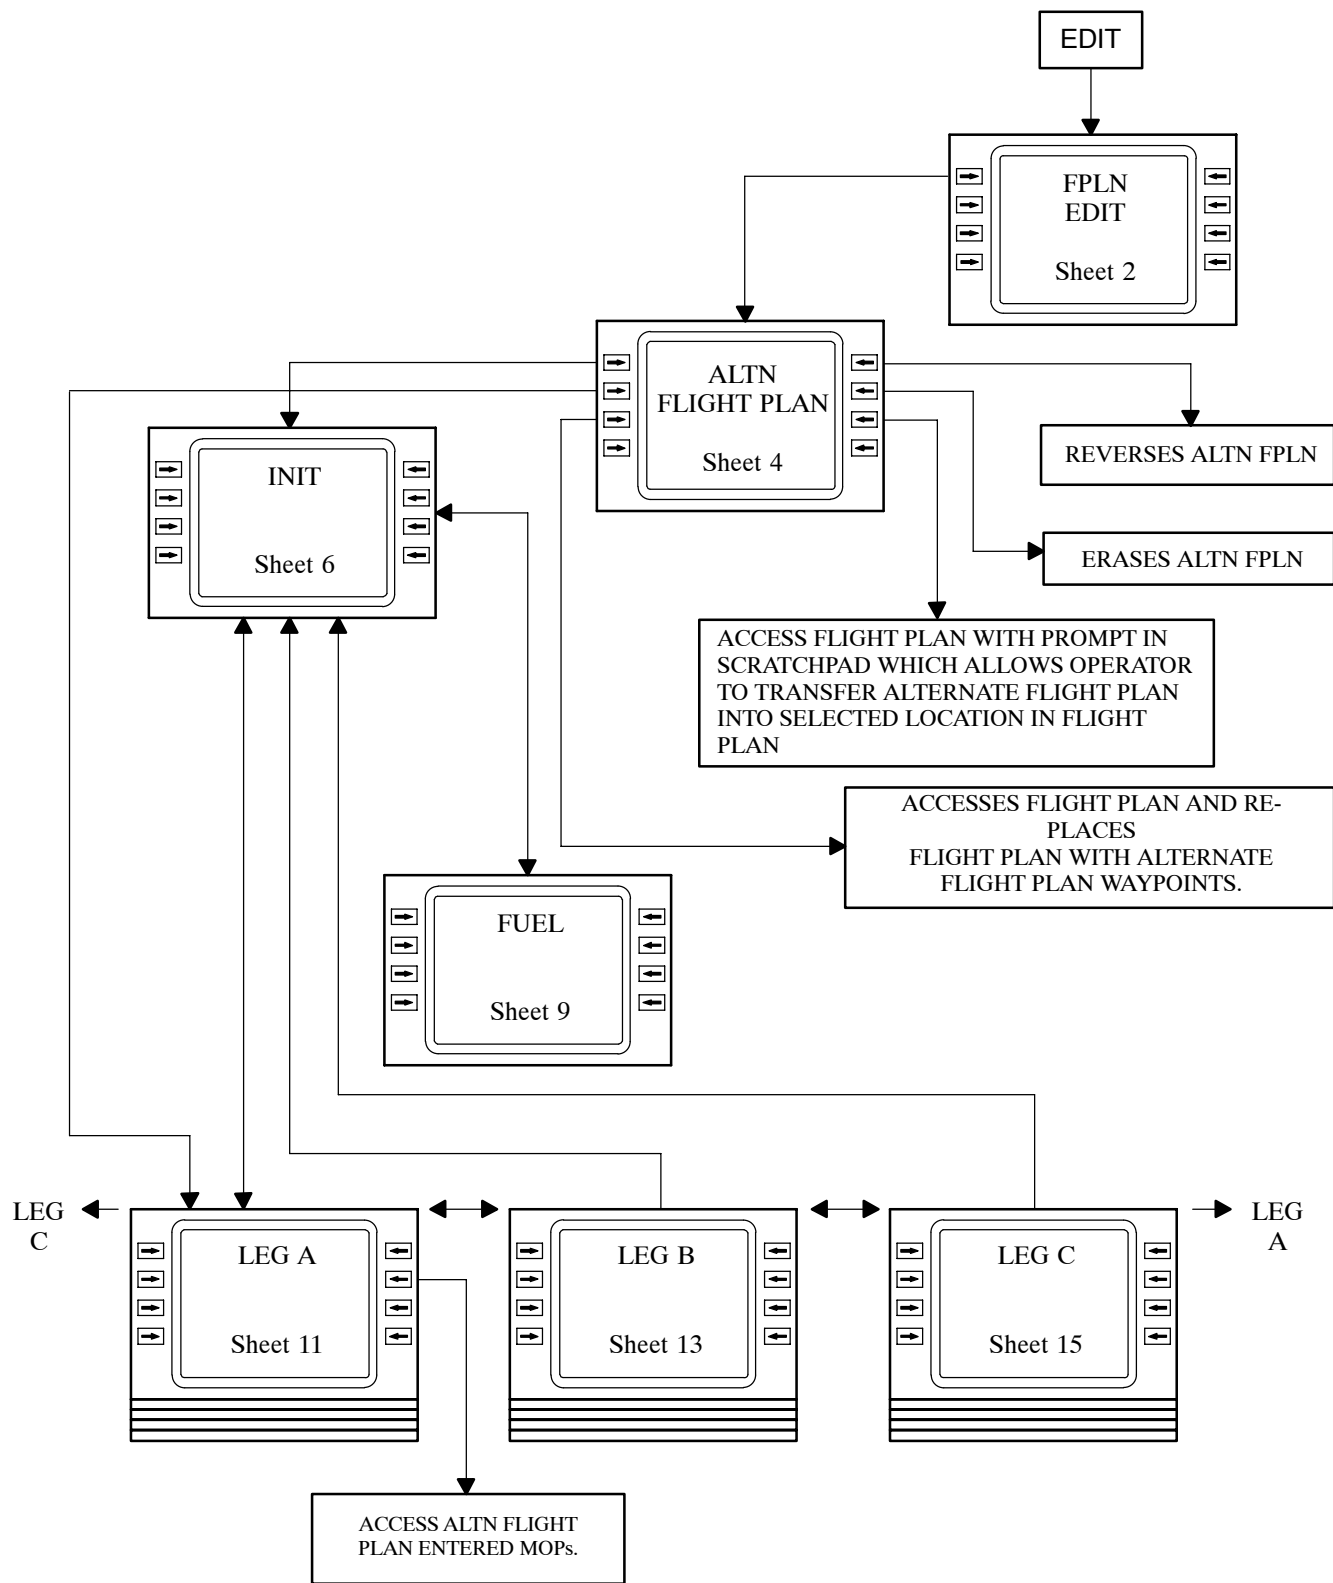 EDIT
FPLN
EDIT
Sheet 2
ALTN
FLIGHT PLAN
Sheet 4
INIT
Sheet 6
REVERSES ALTN FPLN
ERASES ALTN FPLN
ACCESS FLIGHT PLAN WITH PROMPT IN
SCRATCHPAD WHICH ALLOWS OPERATOR
TO TRANSFER ALTERNATE FLIGHT PLAN
INTO SELECTED LOCATION IN FLIGHT
PLAN
ACCESSES FLIGHT PLAN AND RE-
PLACES
FLIGHT PLAN WITH ALTERNATE
FLIGHT PLAN WAYPOINTS.
FUEL
Sheet 9
LEG
C
LEG A
Sheet 11
LEG B
Sheet 13
LEG C
Sheet 15
LEG
A
ACCESS ALTN FLIGHT
PLAN ENTERED MOPs.